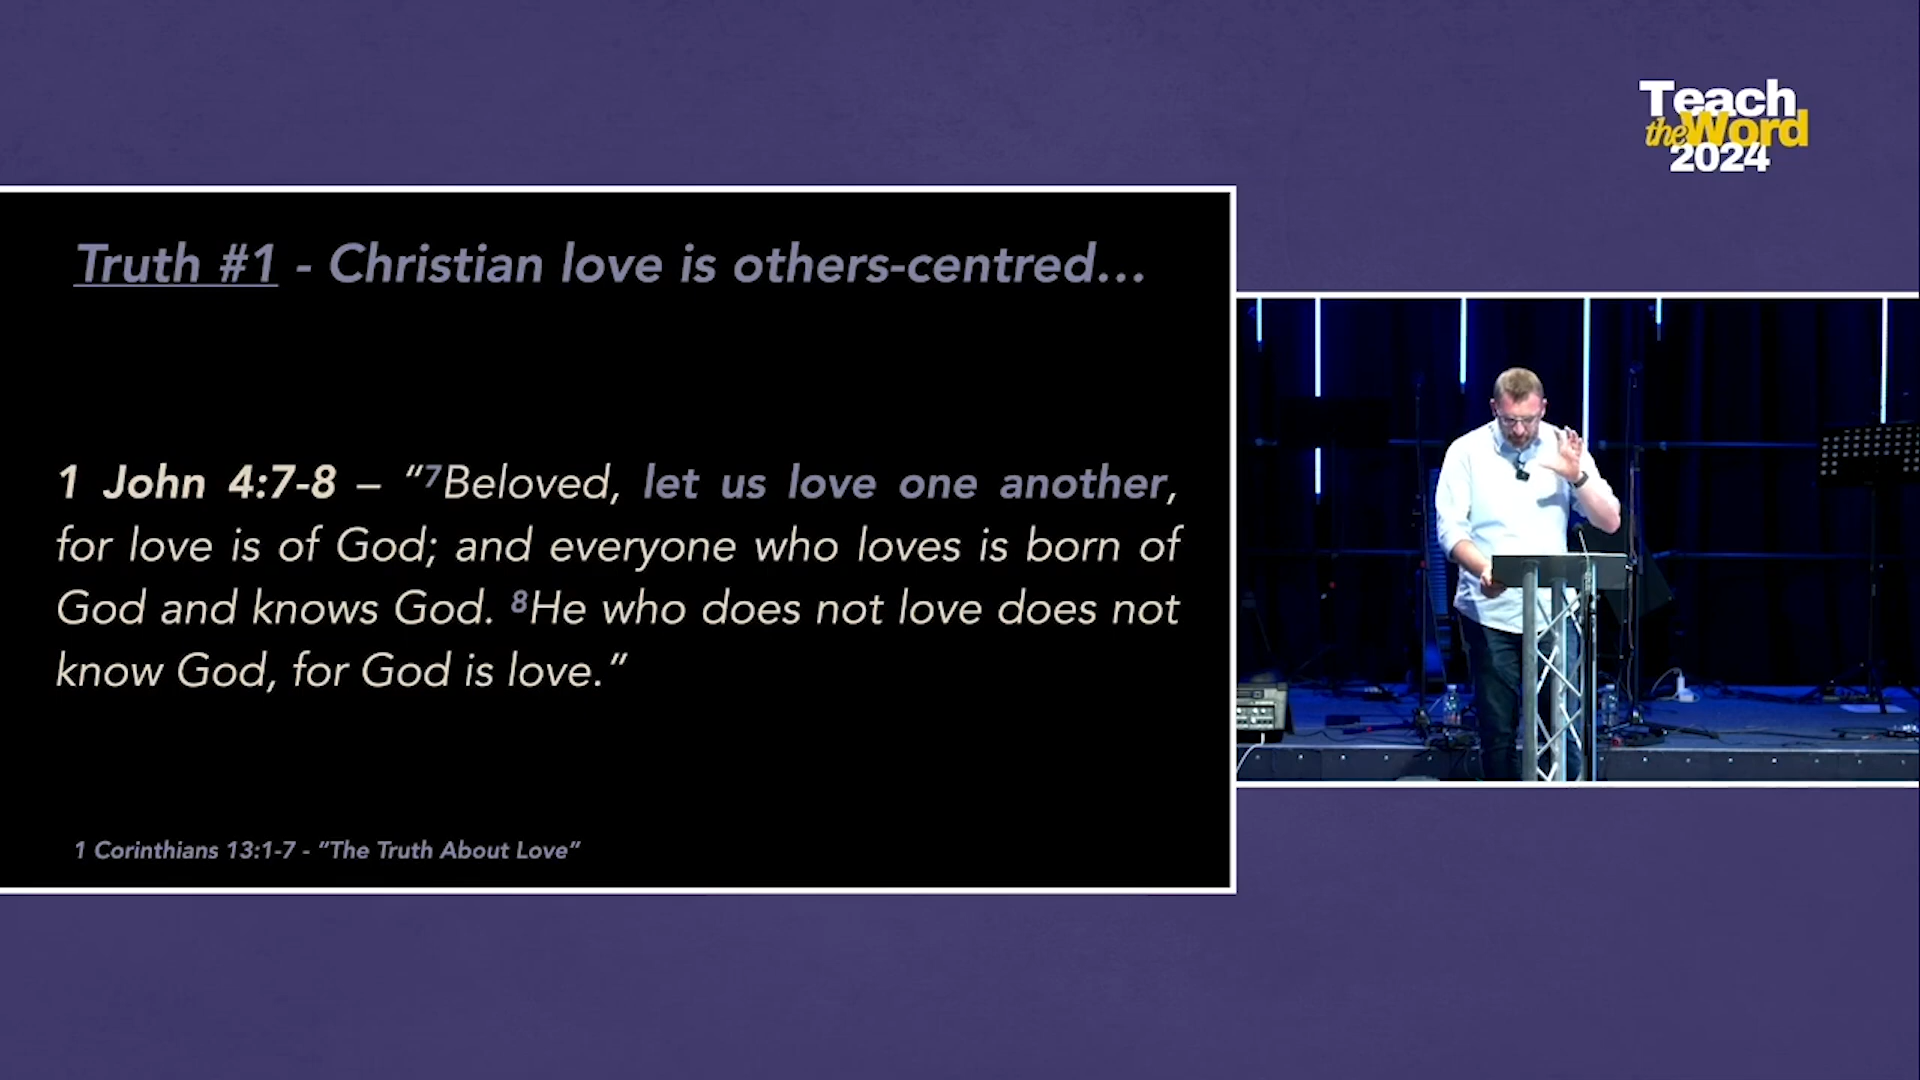 Teach
the Word
2024
Truth #1 - Christian love is others-centred...
1 John 4:7-8 – “⁷Beloved, let us love one another,
for love is of God; and everyone who loves is born of
God and knows God. ⁸He who does not love does not
know God, for God is love.”
1 Corinthians 13:1-7 - “The Truth About Love”